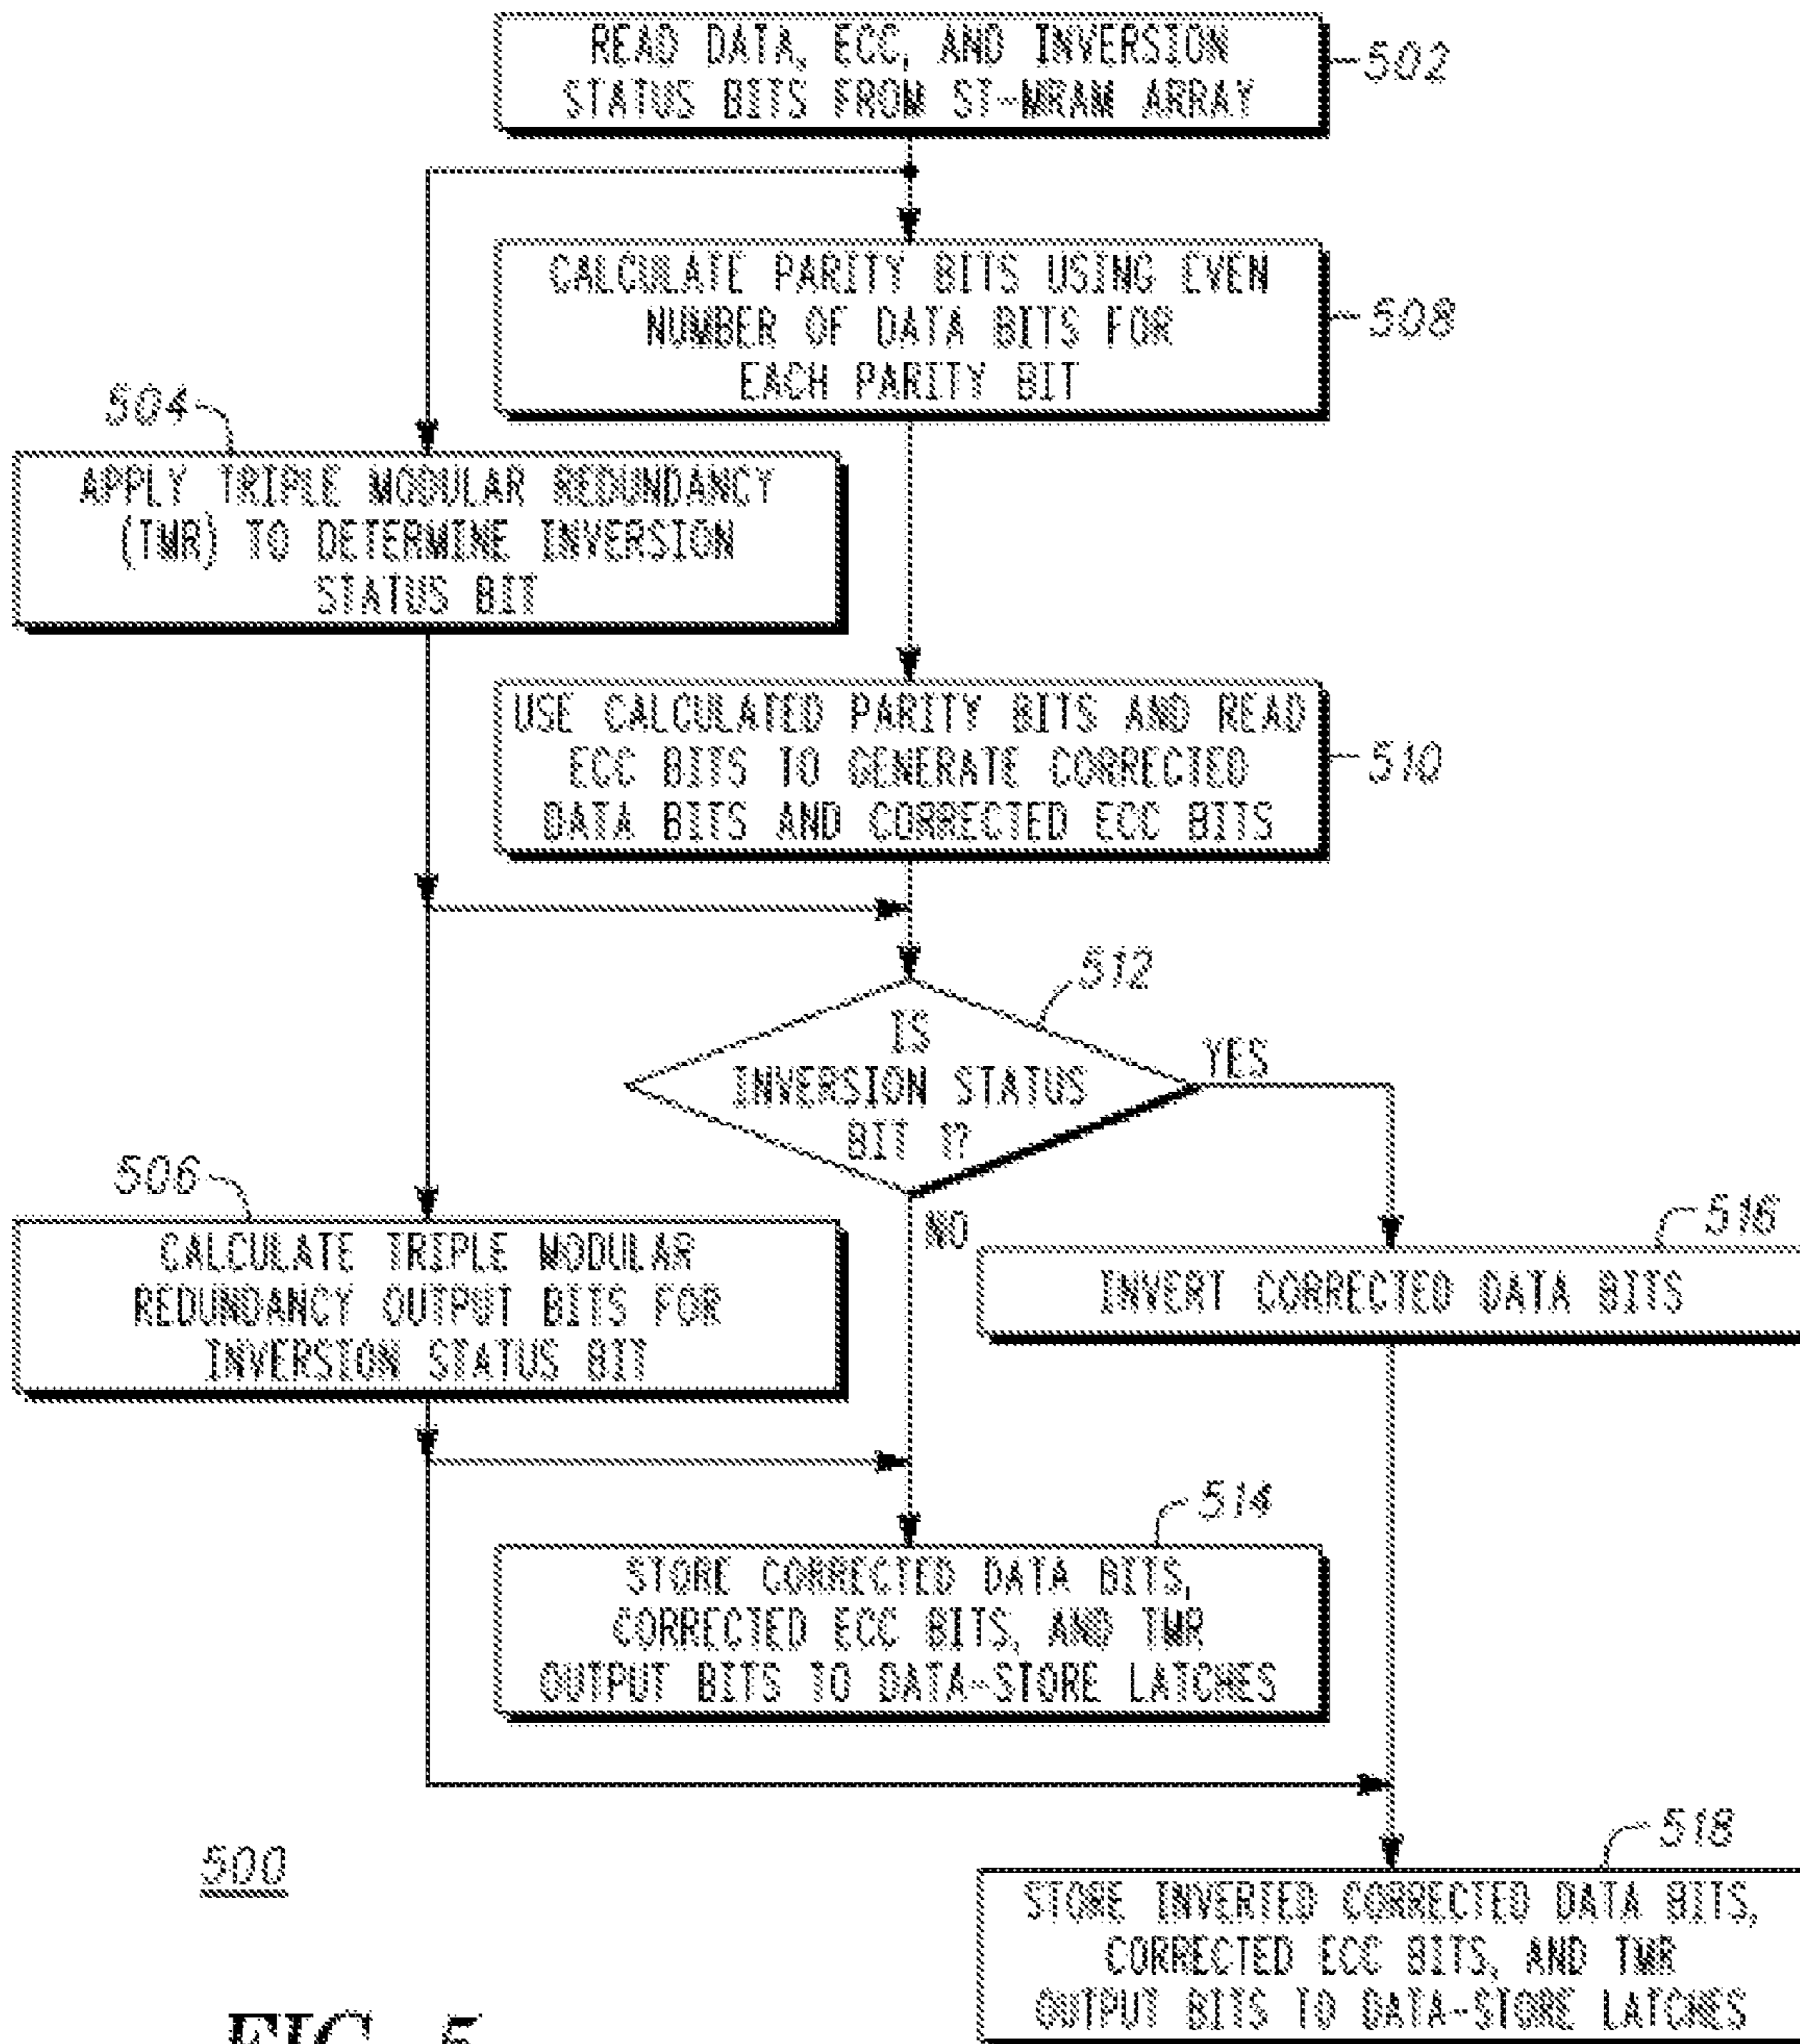 READ DATA, ECC, AND INVERSION
STATUS BITS FROM ST-MRAM ARRAY
502
CALCULATE PARITY BITS USING EVEN
NUMBER OF DATA BITS FOR
EACH PARITY BIT
508
504
APPLY TRIPLE MODULAR REDUNDANCY
(TMR) TO DETERMINE INVERSION
STATUS BIT
USE CALCULATED PARITY BITS AND READ
ECC BITS TO GENERATE CORRECTED
DATA BITS AND CORRECTED ECC BITS
510
512
IS
INVERSION STATUS
BIT 1?
YES
NO
506
CALCULATE TRIPLE MODULAR
REDUNDANCY OUTPUT BITS FOR
INVERSION STATUS BIT
516
INVERT CORRECTED DATA BITS
514
STORE CORRECTED DATA BITS,
CORRECTED ECC BITS, AND TMR
OUTPUT BITS TO DATA-STORE LATCHES
518
STORE INVERTED CORRECTED DATA BITS,
CORRECTED ECC BITS, AND TMR
OUTPUT BITS TO DATA-STORE LATCHES
500
FIG. 5